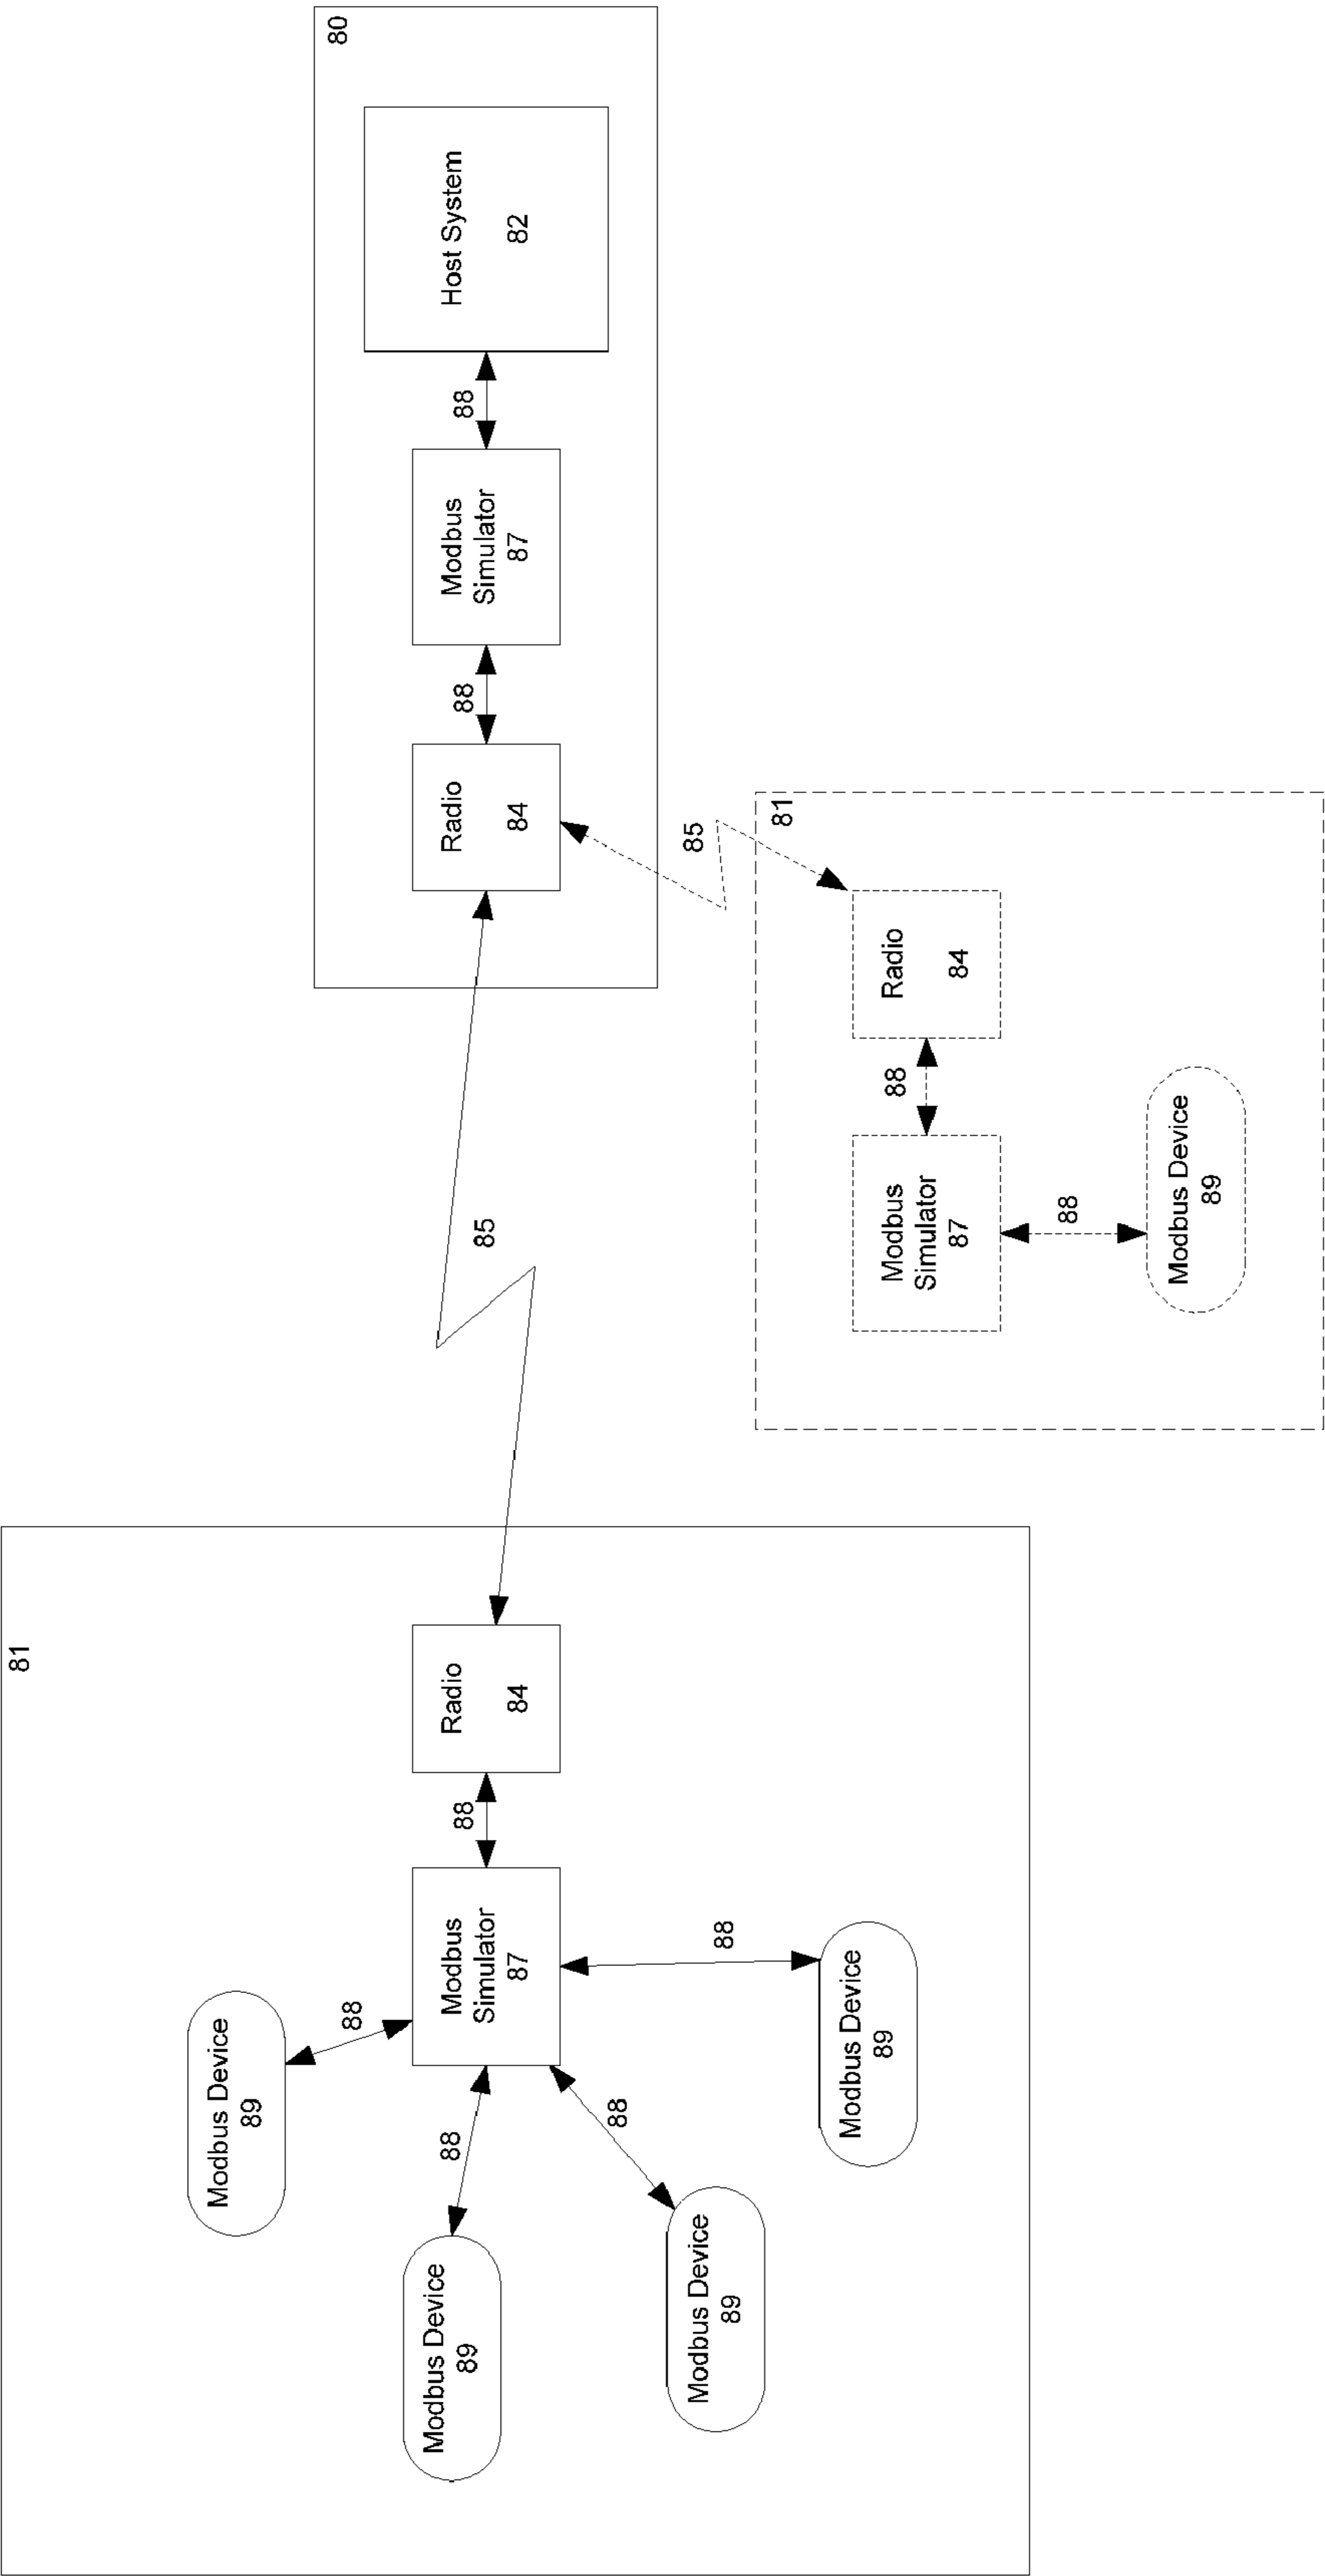 81
Modbus Device
89
88
Modbus Device
89
88
Modbus
Simulator
87
88
Radio
84
88
Modbus Device
89
88
Modbus Device
89
85
80
Radio
84
88
Modbus
Simulator
87
88
Host System
82
85
81
Modbus
Simulator
87
88
Radio
84
88
Modbus Device
89